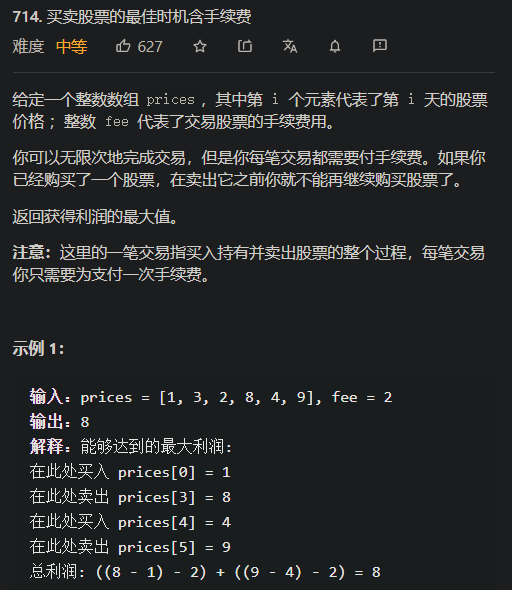 714. 买卖股票的最佳时机含手续费
难度 中等 627
给定一个整数数组 prices ，其中第 i 个元素代表了第 i 天的股票
价格 ；整数 fee 代表了交易股票的手续费用。
你可以无限次地完成交易，但是你每笔交易都需要付手续费。如果你
已经购买了一个股票，在卖出它之前你就不能再继续购买股票了。
返回获得利润的最大值。
注意：这里的一笔交易指买入持有并卖出股票的整个过程，每笔交易
你只需要为支付一次手续费。
示例 1：
输入：prices = [1, 3, 2, 8, 4, 9], fee = 2
输出：8
解释：能够达到的最大利润:
在此处买入 prices[0] = 1
在此处卖出 prices[3] = 8
在此处买入 prices[4] = 4
在此处卖出 prices[5] = 9
总利润: ((8 - 1) - 2) + ((9 - 4) - 2) = 8